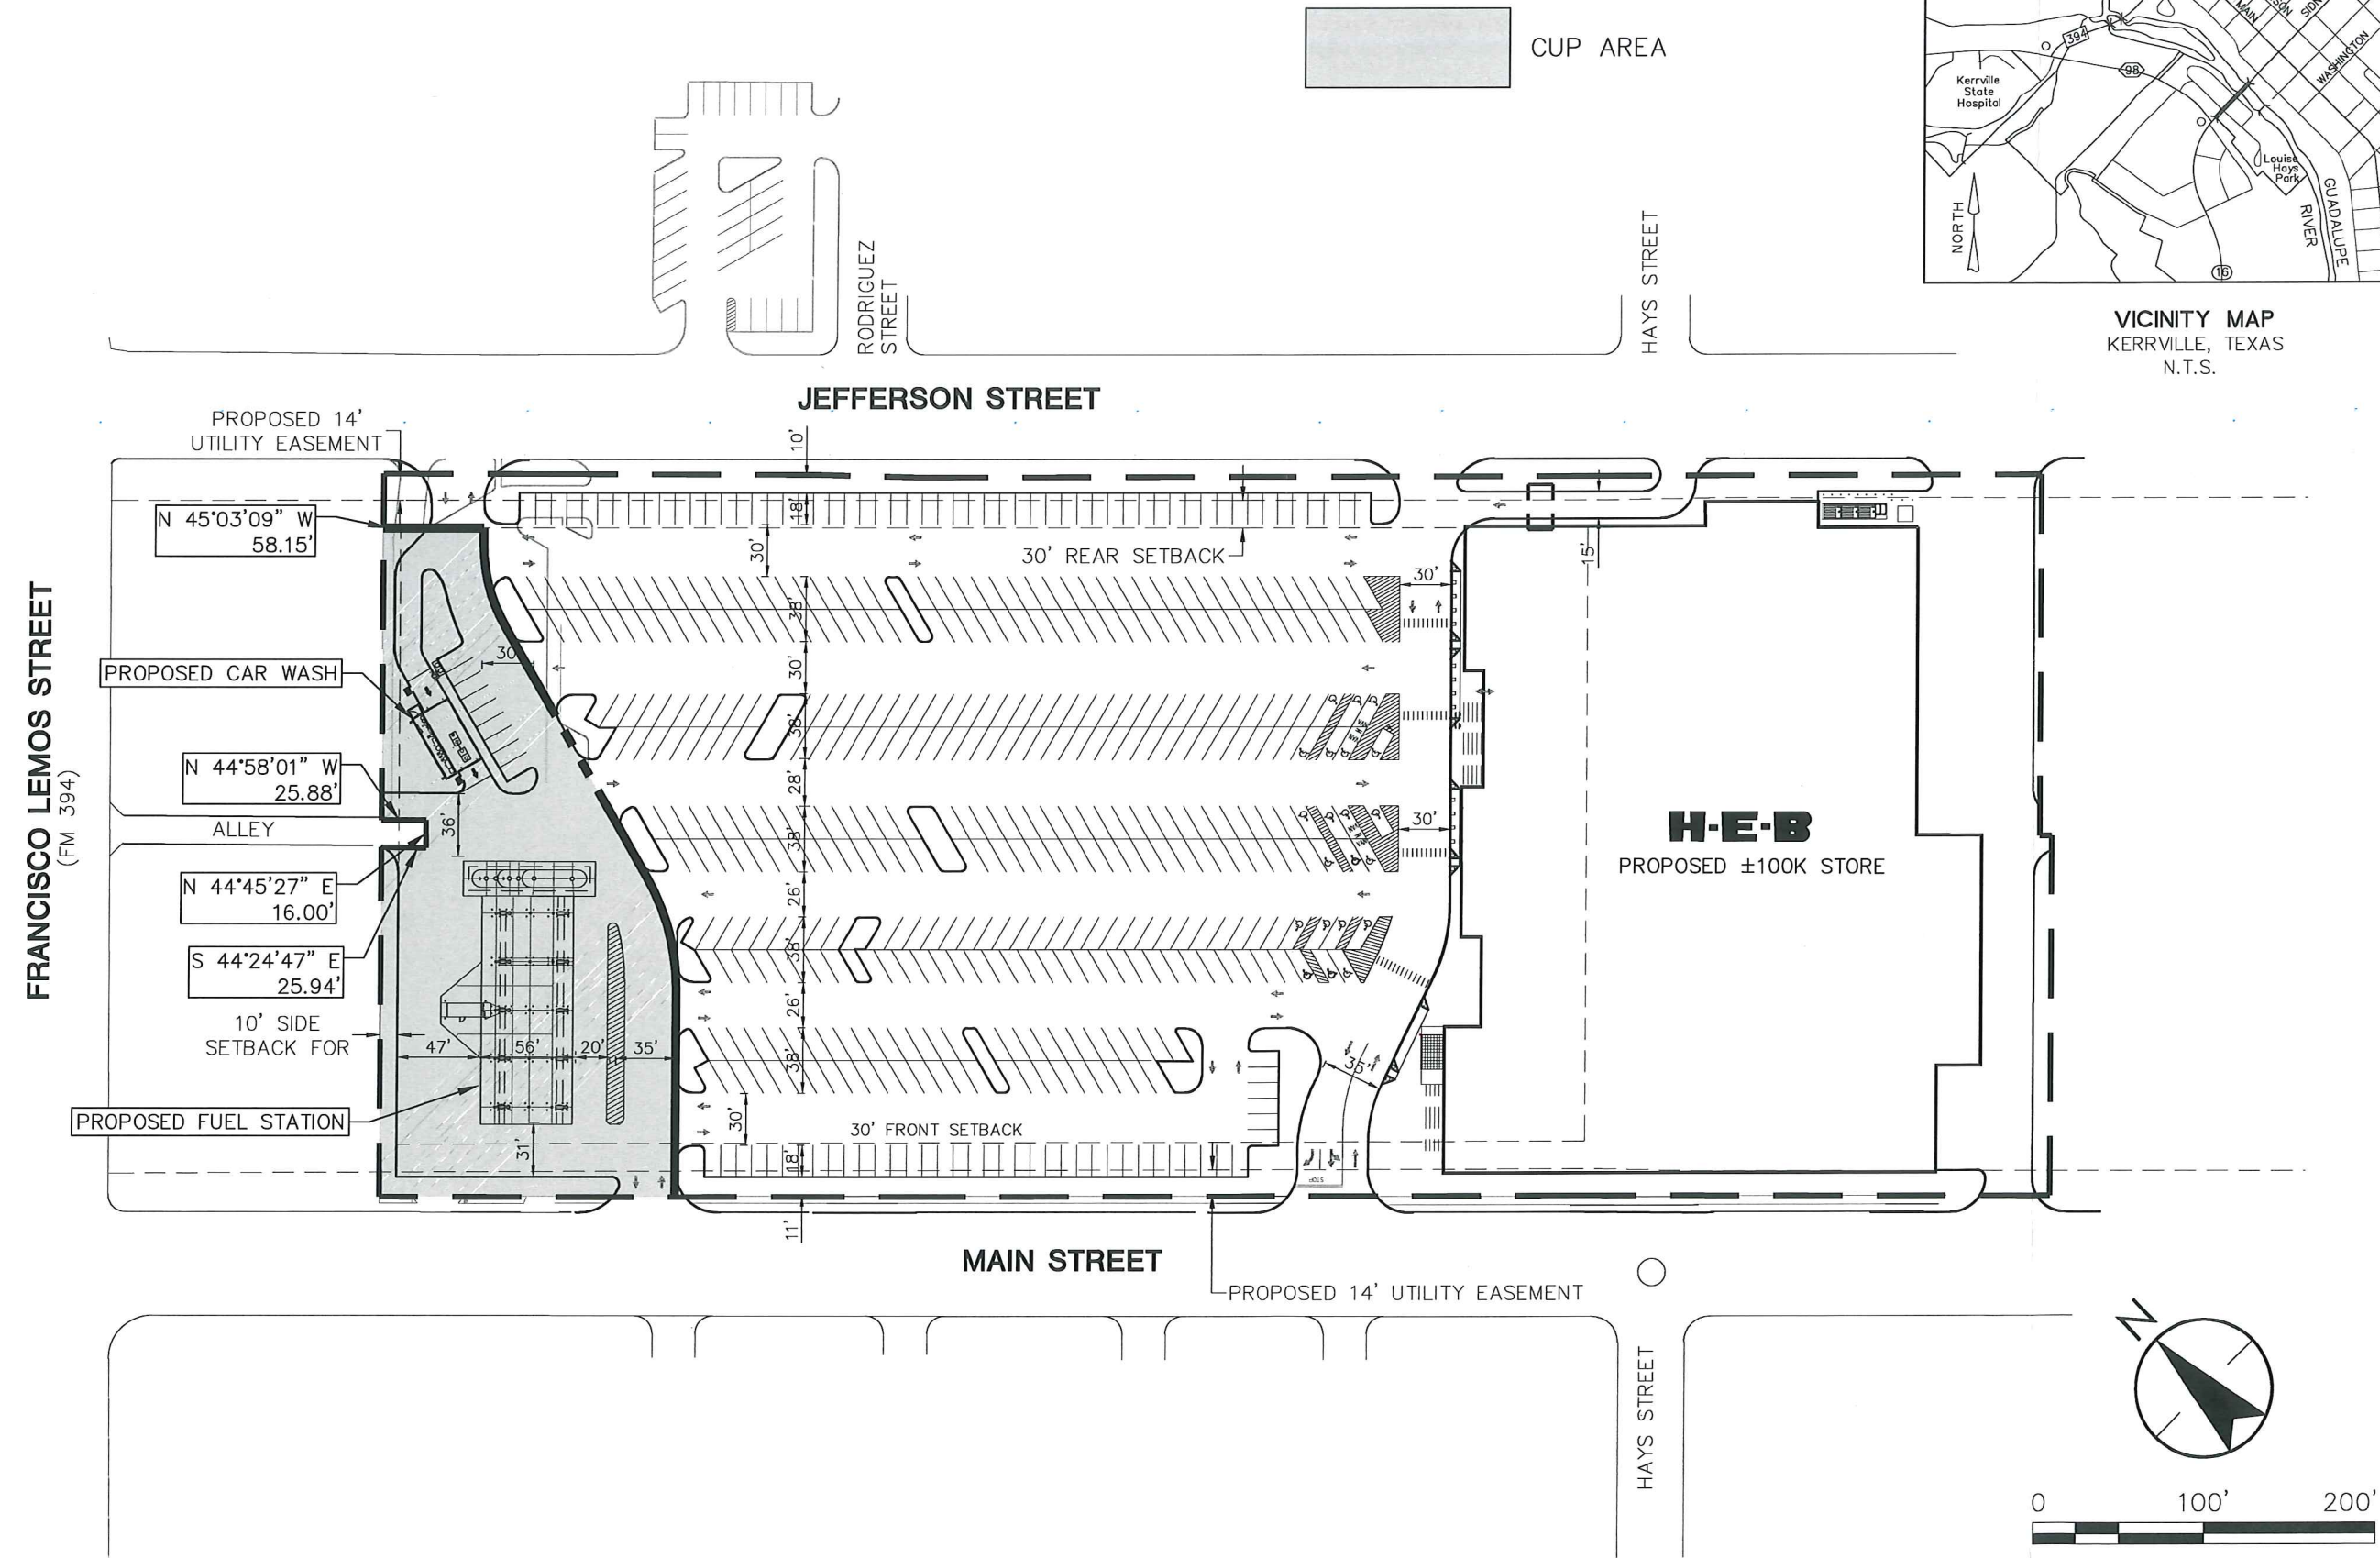 CUP AREA
MAIN
SON
WASHINGTON
394
98
Kerrville
State
Hospital
Louise
Hays
Park
GUADALUPE
RIVER
NORTH
16
VICINITY MAP
KERRVILLE, TEXAS
N.T.S.
RODRIGUEZ
STREET
HAYS STREET
JEFFERSON STREET
PROPOSED 14'
UTILITY EASEMENT
10'
N 45°03'09" W
58.15'
18'
30'
30' REAR SETBACK
15'
30'
38'
PROPOSED CAR WASH
30'
30'
38'
N 44°58'01" W
25.88'
28'
FRANCISCO LEMOS STREET
(FM 394)
ALLEY
36'
38'
30'
H-E-B
PROPOSED ±100K STORE
N 44°45'27" E
16.00'
26'
S 44°24'47" E
25.94'
38'
26'
10' SIDE
SETBACK FOR
47'
56'
20'
35'
38'
35'
PROPOSED FUEL STATION
31'
30'
30' FRONT SETBACK
18'
STOP
11'
MAIN STREET
PROPOSED 14' UTILITY EASEMENT
HAYS STREET
N
0 100' 200'